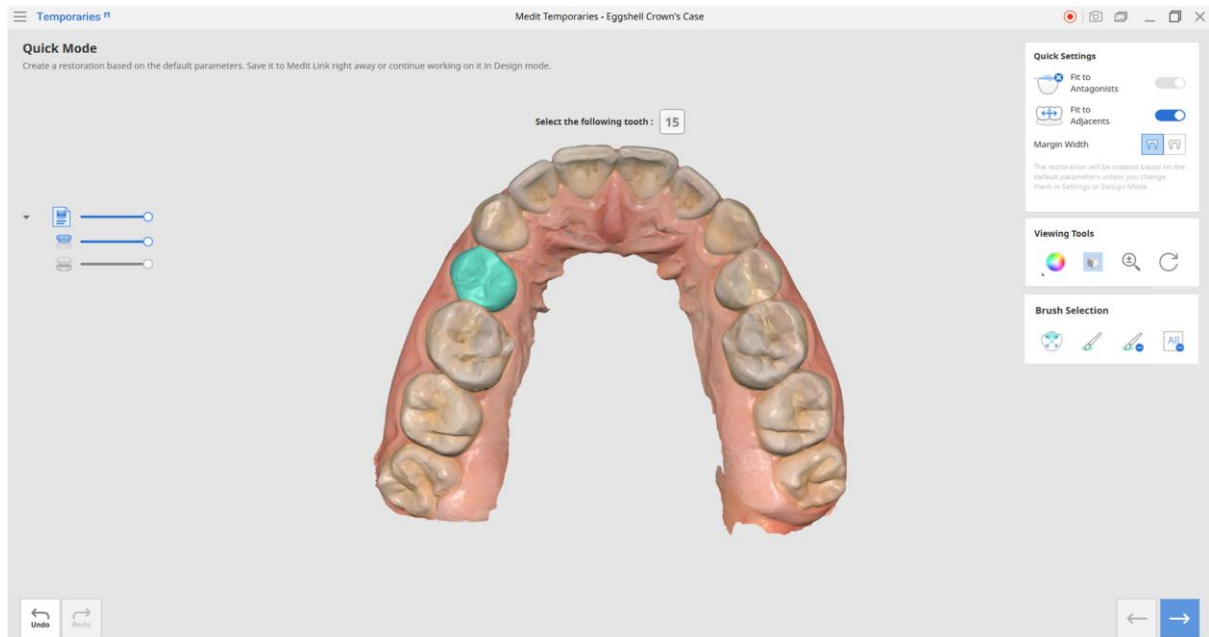 Temporaries
Medit Temporaries - Eggshell Crown's Case
Quick Mode
Create a restoration based on the default parameters. Save it to Medit Link right away or continue working on it in Design mode.
Select the following tooth : 15
Quick Settings
Fit to
Antagonists
Fit to
Adjacents
Margin Width
The restoration will be created based on the
default parameters unless you change
them in Settings or Design Mode.
Viewing Tools
Brush Selection
All
Undo
Redo